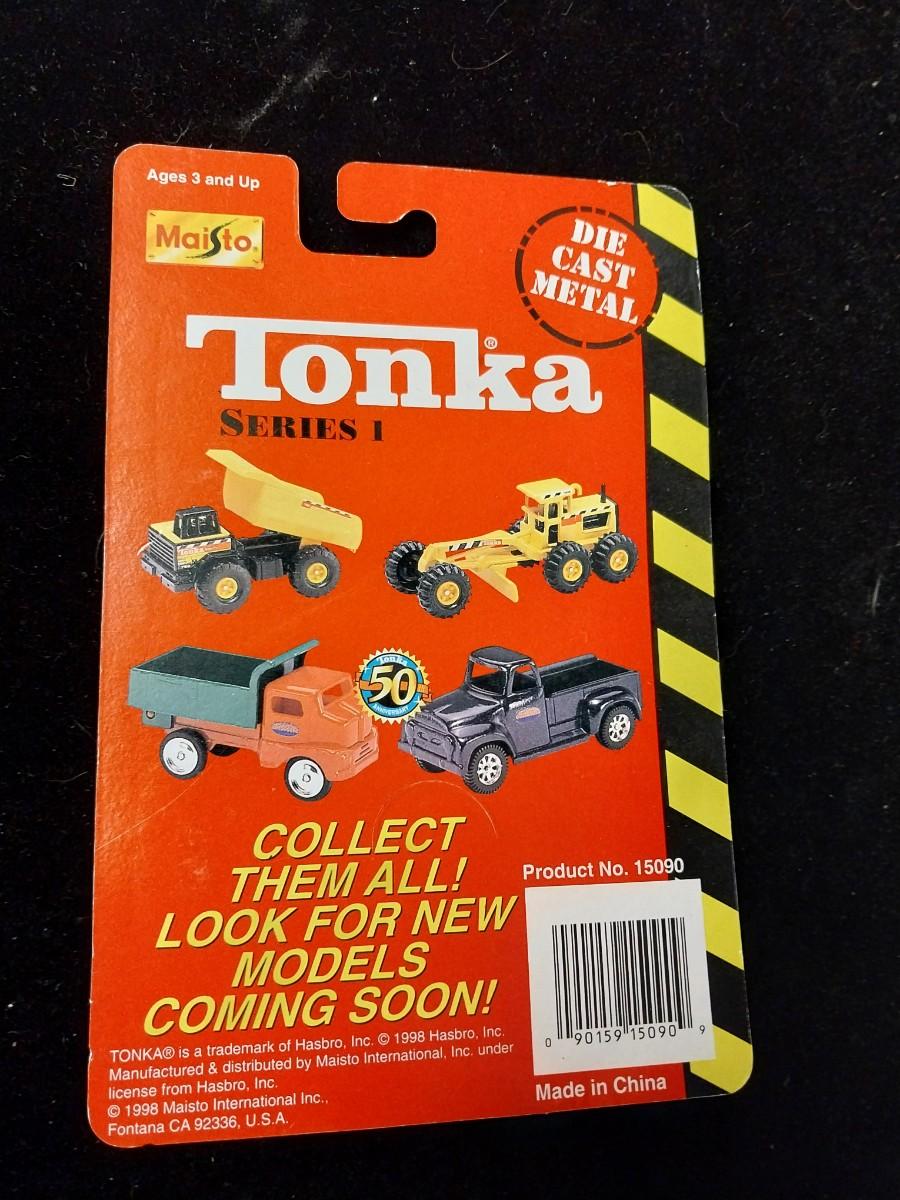 Ages 3 and Up
Maisto®
DIE
CAST
METAL
Tonka®
SERIES 1
Tonka
Tonka
50
ANNIVERSARY
COLLECT
THEM ALL!
LOOK FOR NEW
MODELS
COMING SOON!
Product No. 15090
0 90159 15090 9
TONKA® is a trademark of Hasbro, Inc. © 1998 Hasbro, Inc.
Manufactured & distributed by Maisto International, Inc. under
license from Hasbro, Inc.
© 1998 Maisto International Inc.,
Fontana CA 92336, U.S.A.
Made in China